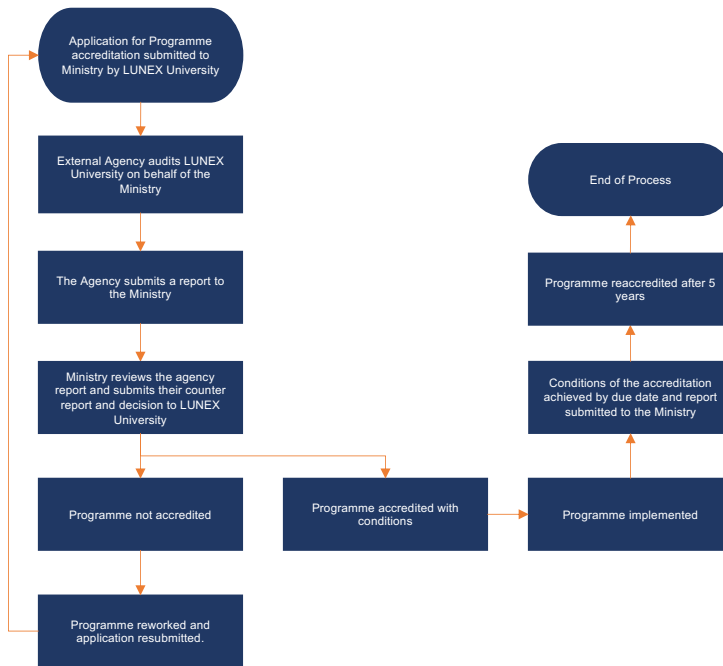 Application for Programme
accreditation submitted to
Ministry by LUNEX University
External Agency audits LUNEX
University on behalf of the
Ministry
The Agency submits a report to
the Ministry
Ministry reviews the agency
report and submits their counter
report and decision to LUNEX
University
Programme not accredited
Programme reworked and
application resubmitted.
Programme accredited with
conditions
Programme implemented
Conditions of the accreditation
achieved by due date and report
submitted to the Ministry
Programme reaccredited after 5
years
End of Process